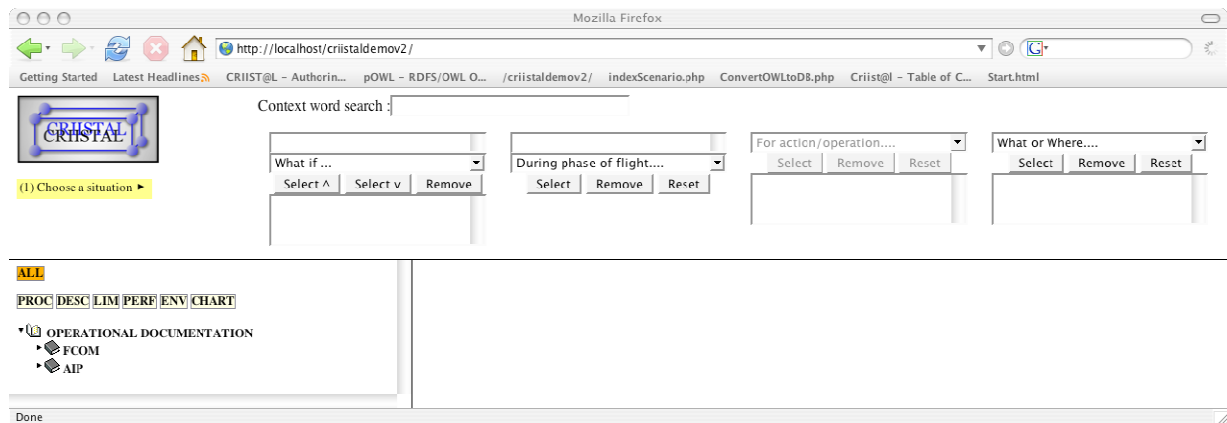 Mozilla Firefox
http://localhost/criistaldemov2/
G
Getting Started Latest Headlines CRIIST@L – Authorin... pOWL – RDFS/OWL O... /criistaldemov2/ indexScenario.php ConvertOWLtoDB.php Criist@l – Table of C... Start.html
CRIISTAL
CRIISTAL
Context word search :
(1) Choose a situation
What if ...
Select ^ Select v Remove
During phase of flight....
Select Remove Reset
For action/operation....
Select Remove Reset
What or Where....
Select Remove Reset
ALL
PROC DESC LIM PERF ENV CHART
OPERATIONAL DOCUMENTATION
FCOM
AIP
Done